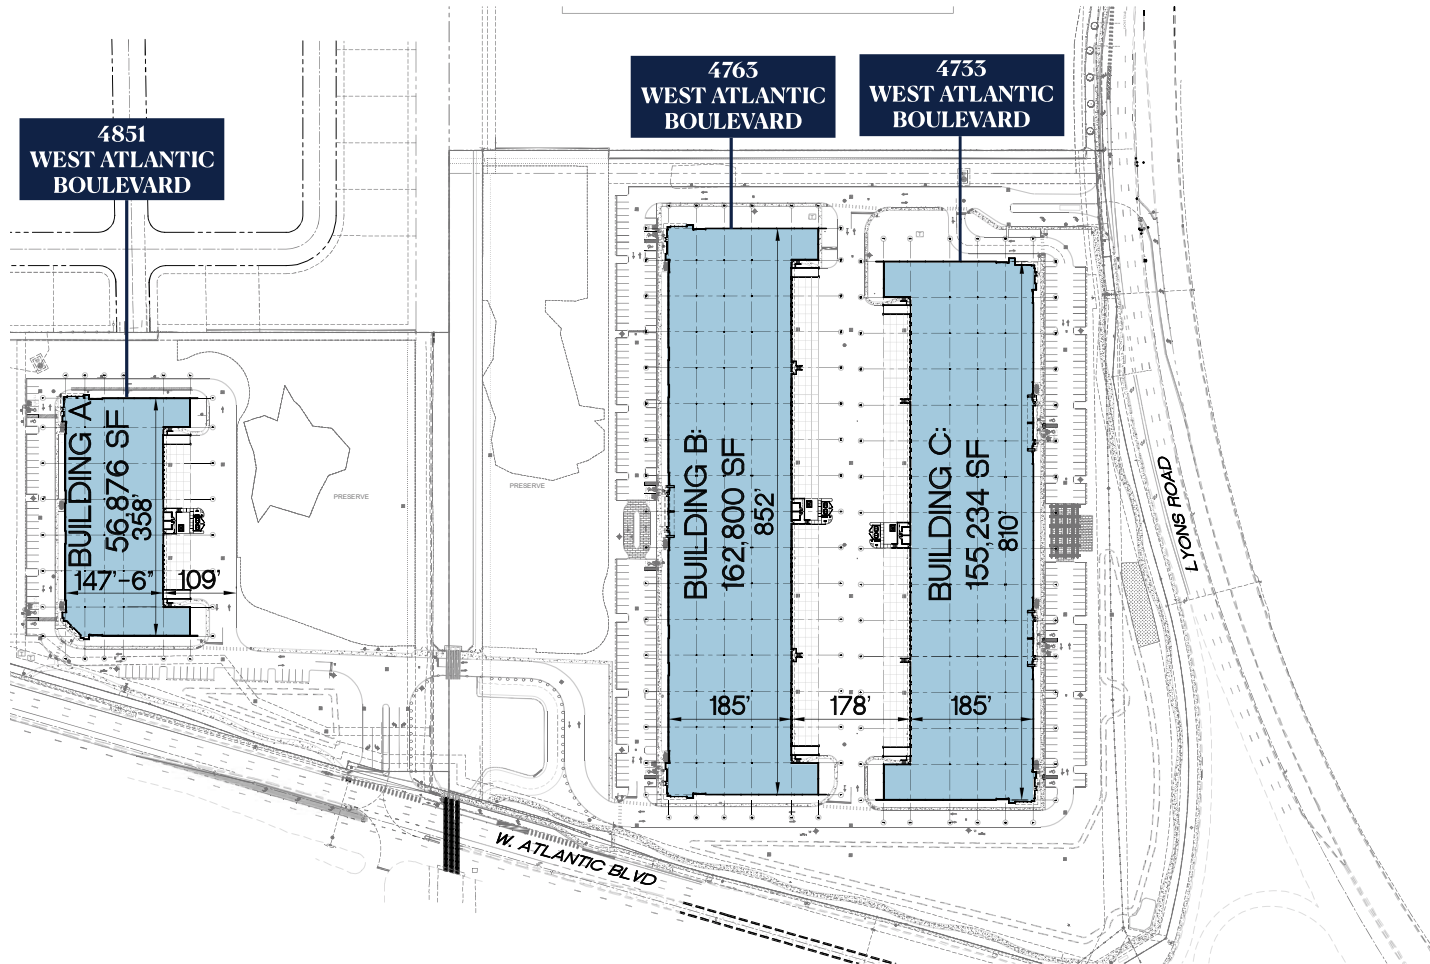 4763
WEST ATLANTIC
BOULEVARD
4733
WEST ATLANTIC
BOULEVARD
4851
WEST ATLANTIC
BOULEVARD
BUILDING A:
56,876 SF
358'
147'-6"
109'
PRESERVE
PRESERVE
BUILDING B:
162,800 SF
852'
185'
178'
BUILDING C:
155,234 SF
810'
185'
LYONS ROAD
W. ATLANTIC BLVD